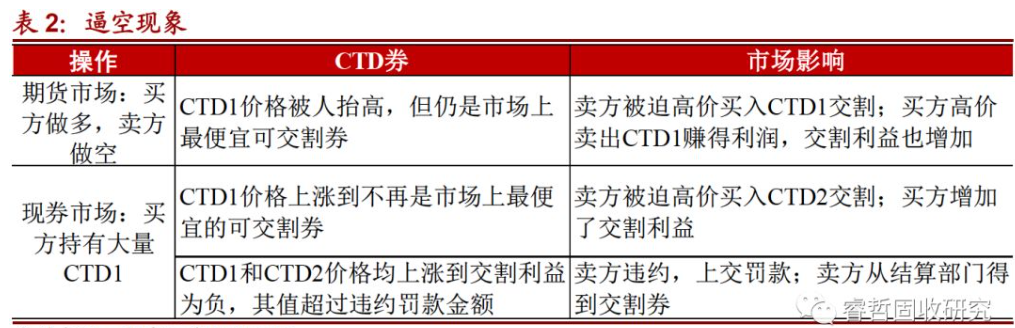 表 2：逼空现象
操作 CTD券 市场影响
期货市场：买
方做多，卖方
做空
CTD1价格被人抬高，但仍是市场上
最便宜可交割券
卖方被迫高价买入CTD1交割；买方高价
卖出CTD1赚得利润，交割利益也增加
现券市场：买
方持有大量
CTD1
CTD1价格上涨到不再是市场上最便
宜的可交割券
卖方被迫高价买入CTD2交割；买方增加
了交割利益
CTD1和CTD2价格均上涨到交割利益
为负，其值超过违约罚款金额
卖方违约，上交罚款；卖方从结算部门得
到交割券
睿哲固收研究